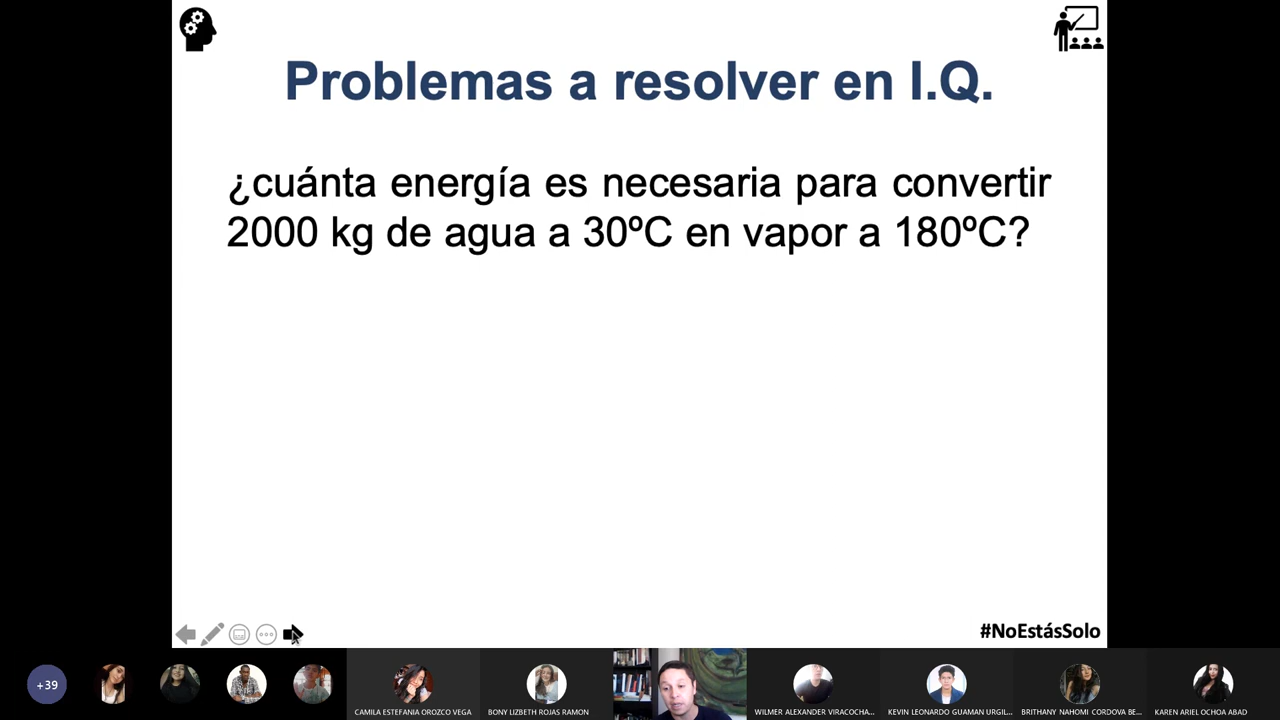 Problemas a resolver en I.Q.
¿cuánta energía es necesaria para convertir
2000 kg de agua a 30ºC en vapor a 180ºC?
#NoEstásSolo
+39
CAMILA ESTEFANIA OROZCO VEGA
BONY LIZBETH ROJAS RAMON
WILMER ALEXANDER VIRACOCHA...
KEVIN LEONARDO GUAMAN URGIL...
BRITHANY NAHOMI CORDOVA BE...
KAREN ARIEL OCHOA ABAD